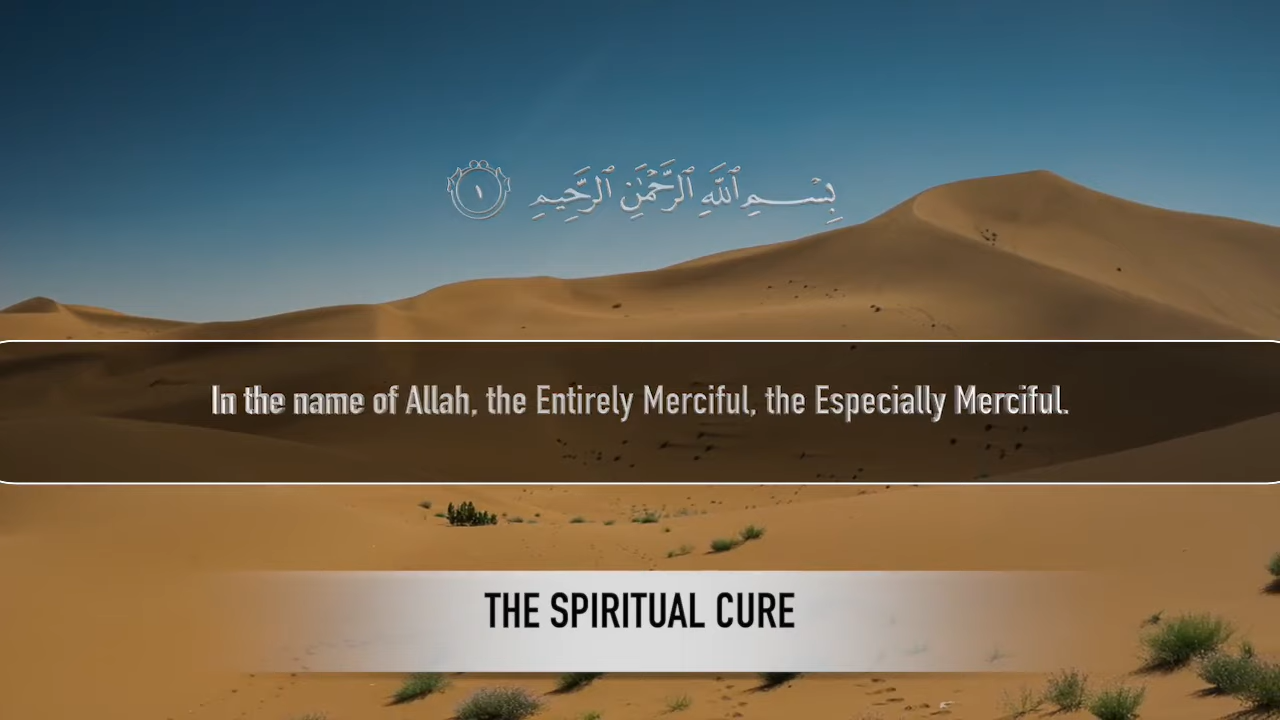 بِسْمِ ٱللَّهِ ٱلرَّحْمَٰنِ ٱلرَّحِيمِ ١
In the name of Allah, the Entirely Merciful, the Especially Merciful.
THE SPIRITUAL CURE